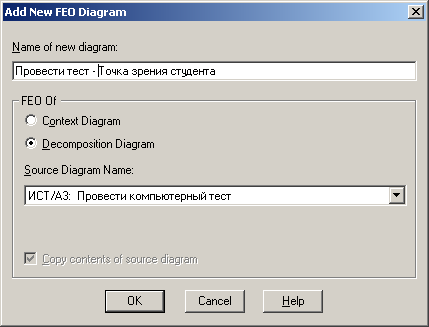 Add New FEO Diagram
Name of new diagram:
Провести тест - Точка зрения студента
FEO Of
Context Diagram
Decomposition Diagram
Source Diagram Name:
ИСТ/А3: Провести компьютерный тест
Copy contents of source diagram
OK Cancel Help